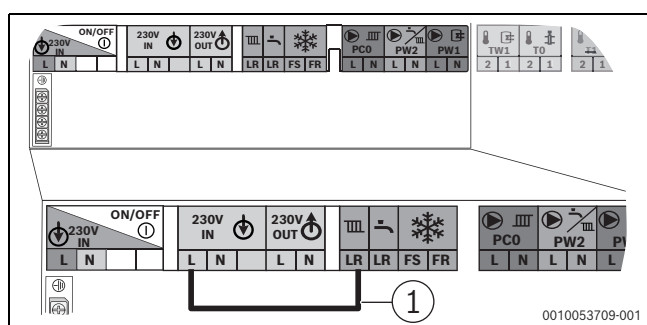 ON/OFF 230V 230V
230V IN OUT PC0 PW2 PW1 TW1 T0 T1
IN
L N L N L N LR LR FS FR L N L N L N 2 1 2 1 2 1
ON/OFF 230V 230V
230V IN OUT PC0 PW2
IN
L N L N L N LR LR FS FR L N L N L
1
0010053709-001